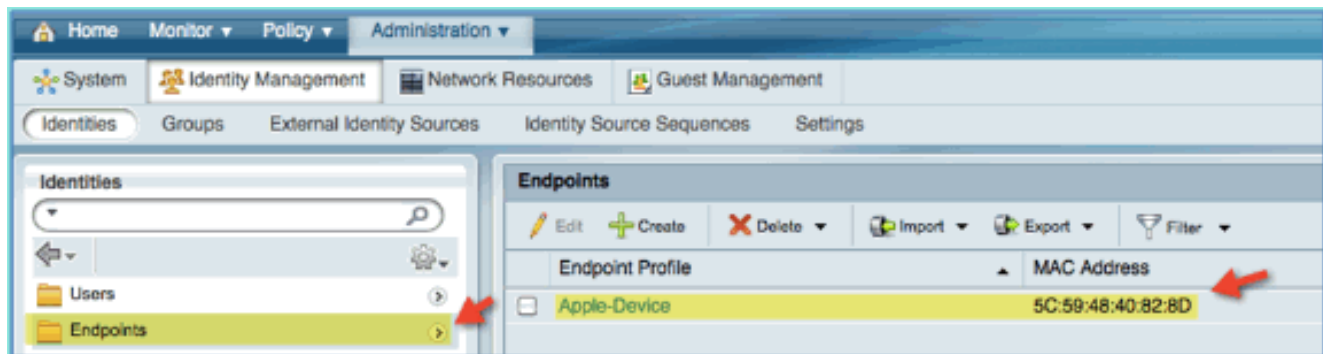 Home Monitor Policy Administration
System Identity Management Network Resources Guest Management
Identities Groups External Identity Sources Identity Source Sequences Settings
Identities
Users
Endpoints
Endpoints
Edit Create Delete Import Export Filter
Endpoint Profile MAC Address
Apple-Device 5C:59:48:40:82:8D